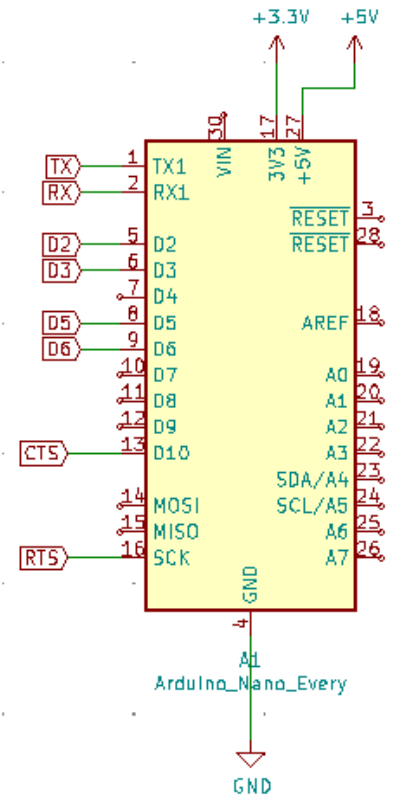 +3.3V +5V
30 17 27
VIN 3V3 +5V
TX 1 TX1
RX 2 RX1
RESET 3
D2 5 D2
RESET 28
D3 6 D3
7 D4
D5 8 D5
AREF 18
D6 9 D6
10 D7
A0 19
11 D8
A1 20
12 D9
A2 21
CTS 13 D10
A3 22
SDA/A4 23
14 MOSI
SCL/A5 24
15 MISO
A6 25
RTS 16 SCK
A7 26
GND
4
A1
Arduino_Nano_Every
GND